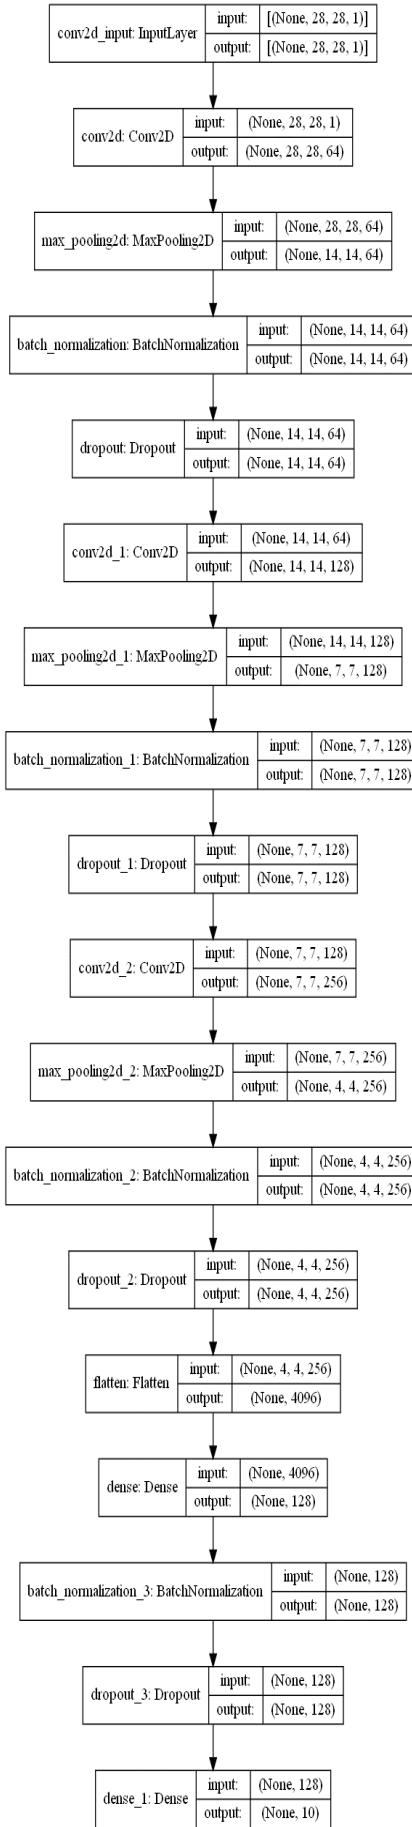 conv2d_input: InputLayer
input: [(None, 28, 28, 1)]
output: [(None, 28, 28, 1)]
conv2d: Conv2D
input: (None, 28, 28, 1)
output: (None, 28, 28, 64)
max_pooling2d: MaxPooling2D
input: (None, 28, 28, 64)
output: (None, 14, 14, 64)
batch_normalization: BatchNormalization
input: (None, 14, 14, 64)
output: (None, 14, 14, 64)
dropout: Dropout
input: (None, 14, 14, 64)
output: (None, 14, 14, 64)
conv2d_1: Conv2D
input: (None, 14, 14, 64)
output: (None, 14, 14, 128)
max_pooling2d_1: MaxPooling2D
input: (None, 14, 14, 128)
output: (None, 7, 7, 128)
batch_normalization_1: BatchNormalization
input: (None, 7, 7, 128)
output: (None, 7, 7, 128)
dropout_1: Dropout
input: (None, 7, 7, 128)
output: (None, 7, 7, 128)
conv2d_2: Conv2D
input: (None, 7, 7, 128)
output: (None, 7, 7, 256)
max_pooling2d_2: MaxPooling2D
input: (None, 7, 7, 256)
output: (None, 4, 4, 256)
batch_normalization_2: BatchNormalization
input: (None, 4, 4, 256)
output: (None, 4, 4, 256)
dropout_2: Dropout
input: (None, 4, 4, 256)
output: (None, 4, 4, 256)
flatten: Flatten
input: (None, 4, 4, 256)
output: (None, 4096)
dense: Dense
input: (None, 4096)
output: (None, 128)
batch_normalization_3: BatchNormalization
input: (None, 128)
output: (None, 128)
dropout_3: Dropout
input: (None, 128)
output: (None, 128)
dense_1: Dense
input: (None, 128)
output: (None, 10)